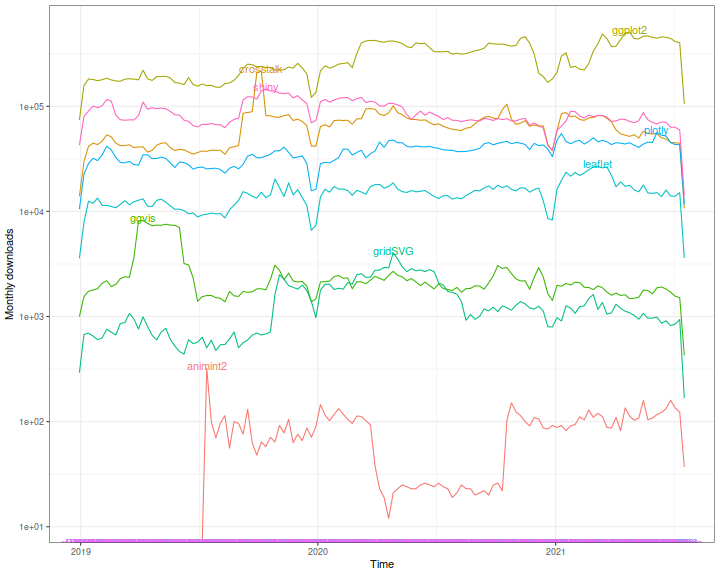 ggplot2
crosstalk
shiny
plotly
leaflet
ggvis
gridSVG
animint2
1e+05
1e+04
1e+03
1e+02
1e+01
Monthly downloads
2019
2020
2021
Time